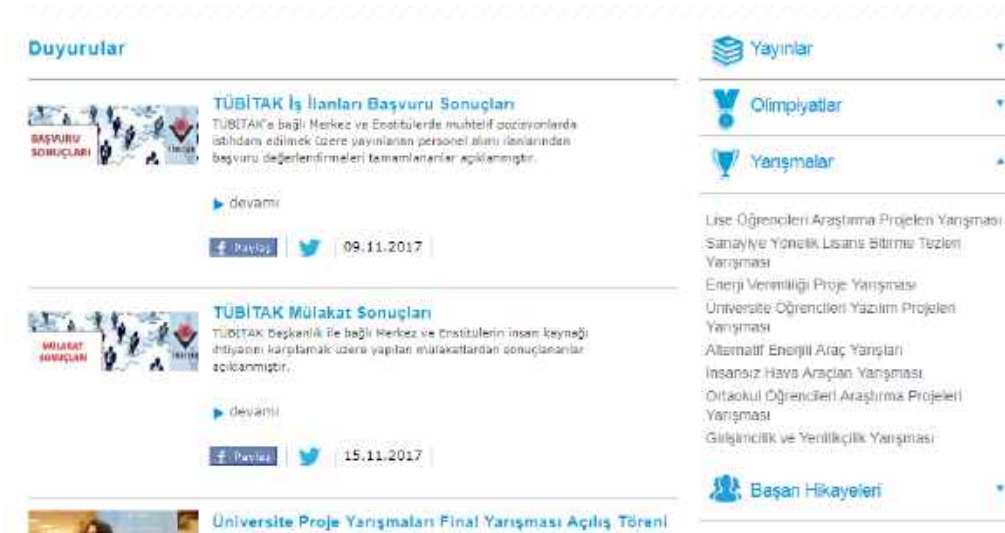 Duyurular
TÜBİTAK İş İlanları Başvuru Sonuçları
TÜBİTAK'a bağlı Merkez ve Enstitülerde muhtelif pozisyonlarda
istihdam edilmek üzere yayınlanan personel alımı ilanlarından
başvuru değerlendirmeleri tamamlananlar açıklanmıştır.
BAŞVURU
SONUÇLARI
devamı
Paylaş
09.11.2017
TÜBİTAK Mülakat Sonuçları
TÜBİTAK Başkanlık ile bağlı Merkez ve Enstitülerin insan kaynağı
ihtiyacını karşılamak üzere yapılan mülakatlardan sonuçlananlar
açıklanmıştır.
MÜLAKAT
SONUÇLARI
devamı
Paylaş
15.11.2017
Üniversite Proje Yarışmaları Final Yarışması Açılış Töreni
Yayınlar
Olimpiyatlar
Yarışmalar
Lise Öğrencileri Araştırma Projeleri Yarışması
Sanayiye Yönelik Lisans Bitirme Tezleri
Yarışması
Enerji Verimliliği Proje Yarışması
Üniversite Öğrencileri Yazılım Projeleri
Yarışması
Alternatif Enerjili Araç Yarışları
İnsansız Hava Araçları Yarışması
Ortaokul Öğrencileri Araştırma Projeleri
Yarışması
Girişimcilik ve Yenilikçilik Yarışması
Başarı Hikayeleri